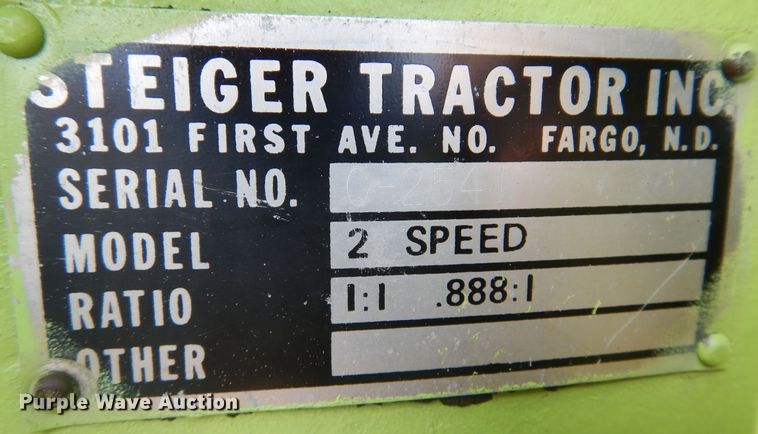 STEIGER TRACTOR INC.
3101 FIRST AVE. NO. FARGO, N.D.
SERIAL NO.
MODEL 2 SPEED
RATIO 1:1 .888:1
OTHER
Purple Wave Auction